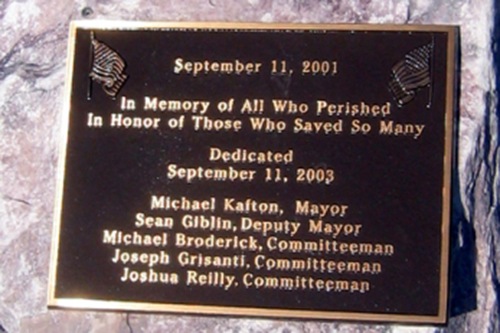 September 11, 2001
In Memory of All Who Perished
In Honor of Those Who Saved So Many
Dedicated
September 11, 2003
Michael Kafton, Mayor
Sean Giblin, Deputy Mayor
Michael Broderick, Committeeman
Joseph Grisanti, Committeeman
Joshua Reilly, Committeeman